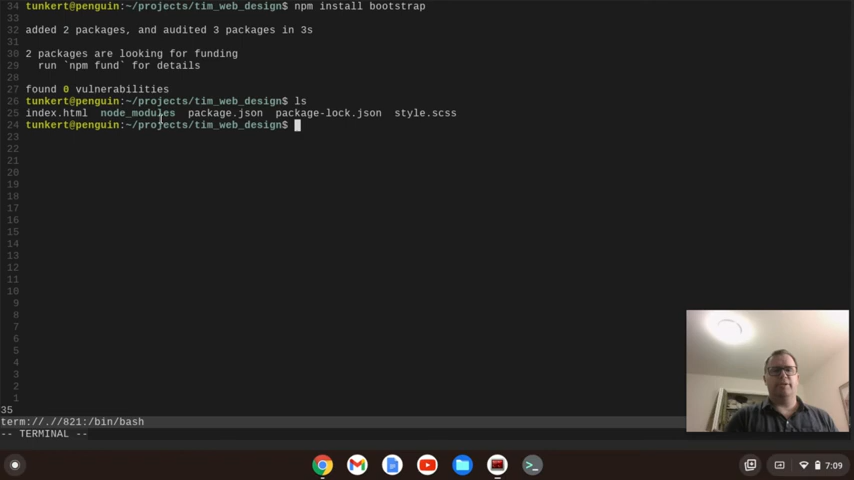 34 tunkert@penguin:~/projects/tim_web_design$ npm install bootstrap
33
32 added 2 packages, and audited 3 packages in 3s
31
30 2 packages are looking for funding
29   run `npm fund` for details
28
27 found 0 vulnerabilities
26 tunkert@penguin:~/projects/tim_web_design$ ls
25 index.html  node_modules  package.json  package-lock.json  style.scss
24 tunkert@penguin:~/projects/tim_web_design$
23
22
21
20
19
18
17
16
15
14
13
12
11
10
9
8
7
6
5
4
3
2
1
35
term://.//821:/bin/bash
-- TERMINAL --
7:09